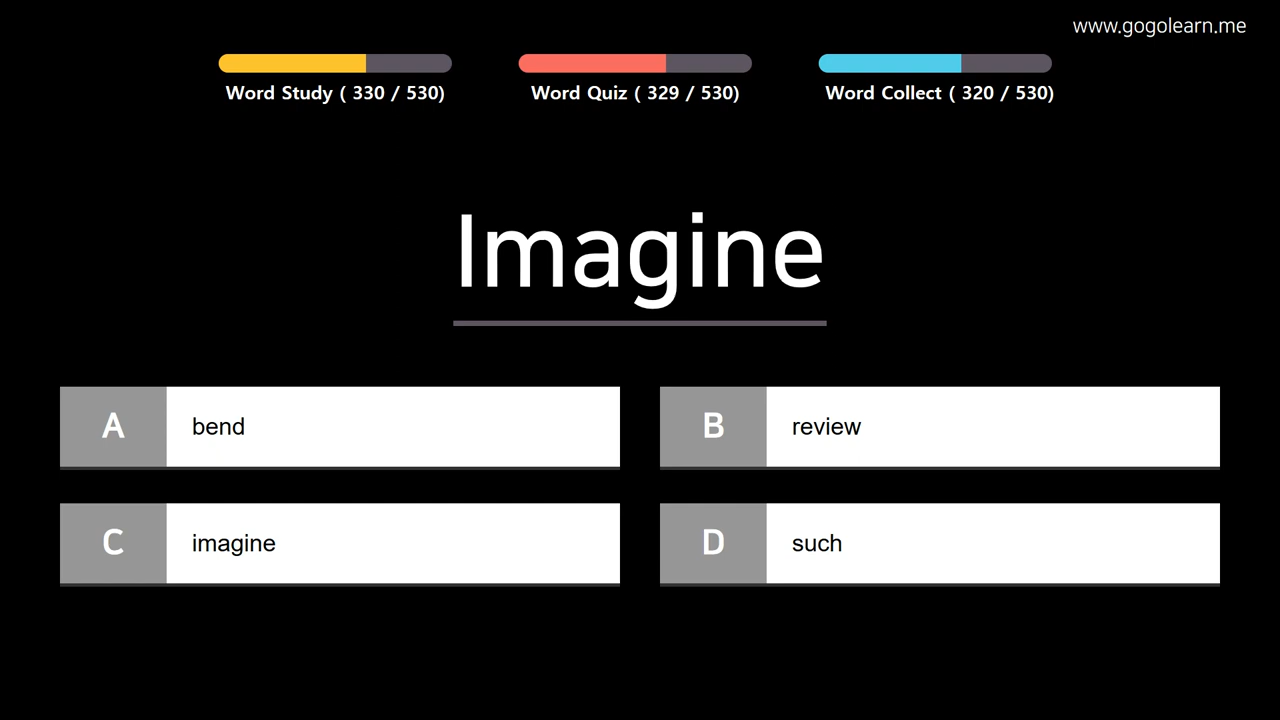 www.gogolearn.me
Word Study ( 330 / 530)
Word Quiz ( 329 / 530)
Word Collect ( 320 / 530)
Imagine
A bend
B review
C imagine
D such